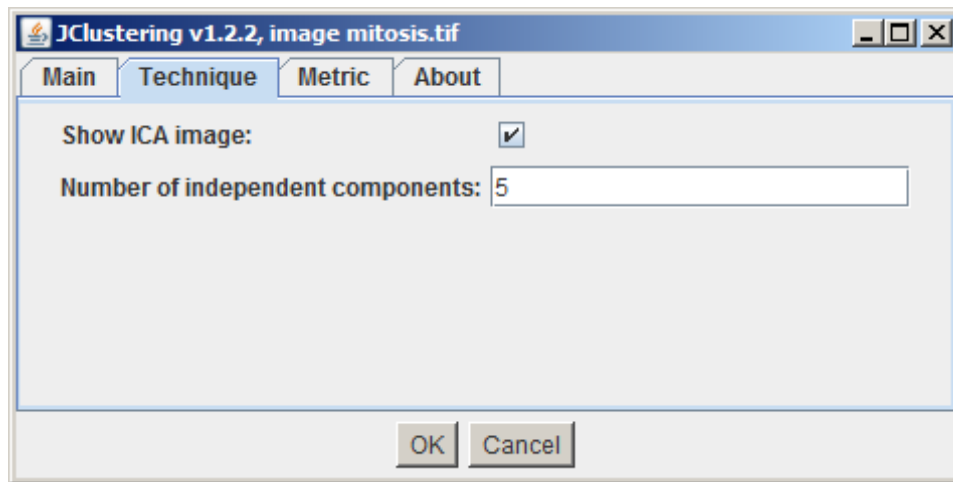 JClustering v1.2.2, image mitosis.tif
Main Technique Metric About
Show ICA image:
Number of independent components: 5
OK Cancel